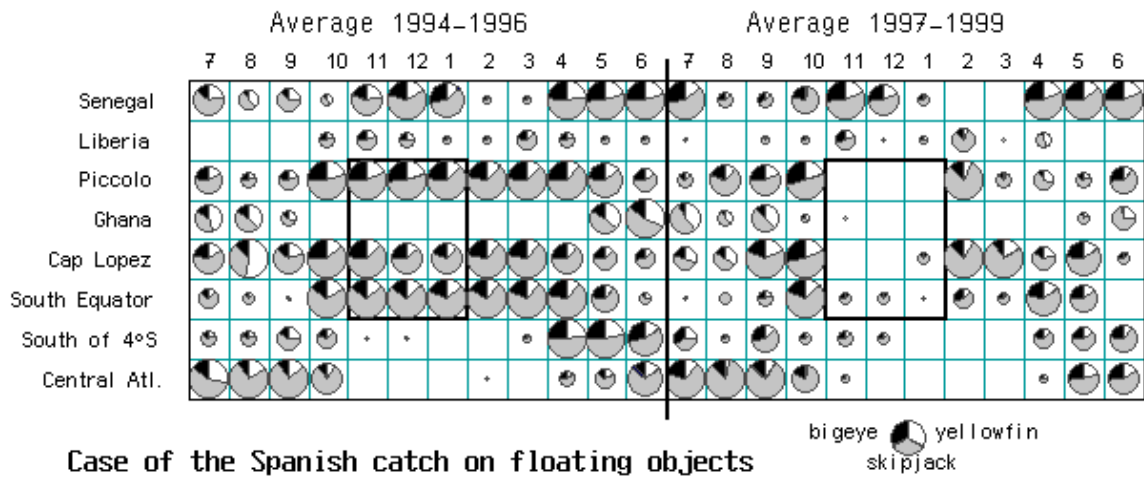 Average 1994-1996 Average 1997-1999
7 8 9 10 11 12 1 2 3 4 5 6 7 8 9 10 11 12 1 2 3 4 5 6
Senegal
Liberia
Piccolo
Ghana
Cap Lopez
South Equator
South of 4ºS
Central Atl.
bigeye yellowfin
skipjack
Case of the Spanish catch on floating objects